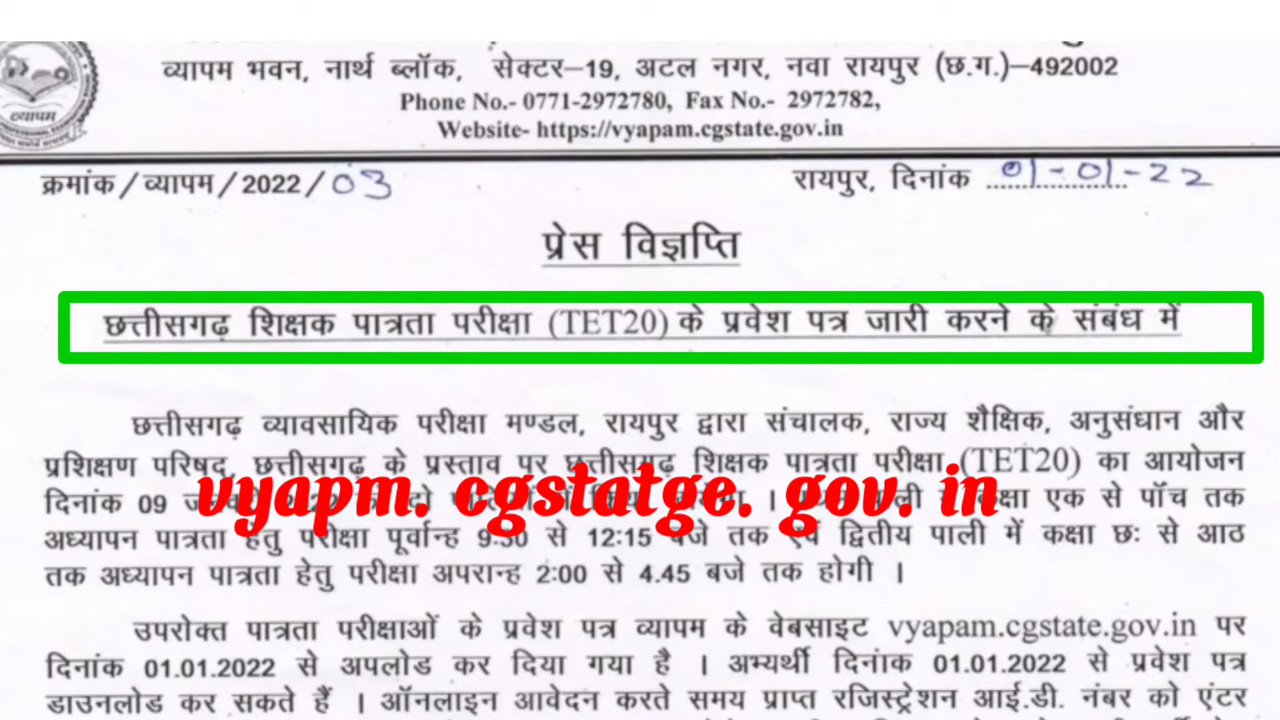 व्यापम
व्यापम भवन, नार्थ ब्लॉक, सेक्टर–19, अटल नगर, नवा रायपुर (छ.ग.)–492002
Phone No.- 0771-2972780, Fax No.- 2972782,
Website- https://vyapam.cgstate.gov.in
क्रमांक/व्यापम/2022/03 रायपुर, दिनांक 01-01-22
प्रेस विज्ञप्ति
छत्तीसगढ़ शिक्षक पात्रता परीक्षा (TET20) के प्रवेश पत्र जारी करने के संबंध में
छत्तीसगढ़ व्यावसायिक परीक्षा मण्डल, रायपुर द्वारा संचालक, राज्य शैक्षिक, अनुसंधान और
प्रशिक्षण परिषद, छत्तीसगढ़ के प्रस्ताव पर छत्तीसगढ़ शिक्षक पात्रता परीक्षा (TET20) का आयोजन
vyapm. cgstatge. gov. in
दिनांक 09 एक से पॉच तक
अध्यापन पात्रता हेतु परीक्षा पूर्वान्ह 9:30 से 12:15 बजे तक एवं द्वितीय पाली में कक्षा छः से आठ
तक अध्यापन पात्रता हेतु परीक्षा अपरान्ह 2:00 से 4.45 बजे तक होगी ।
उपरोक्त पात्रता परीक्षाओं के प्रवेश पत्र व्यापम के वेबसाइट vyapam.cgstate.gov.in पर
दिनांक 01.01.2022 से अपलोड कर दिया गया है । अभ्यर्थी दिनांक 01.01.2022 से प्रवेश पत्र
डाउनलोड कर सकते हैं । ऑनलाइन आवेदन करते समय प्राप्त रजिस्ट्रेशन आई.डी. नंबर को एंटर